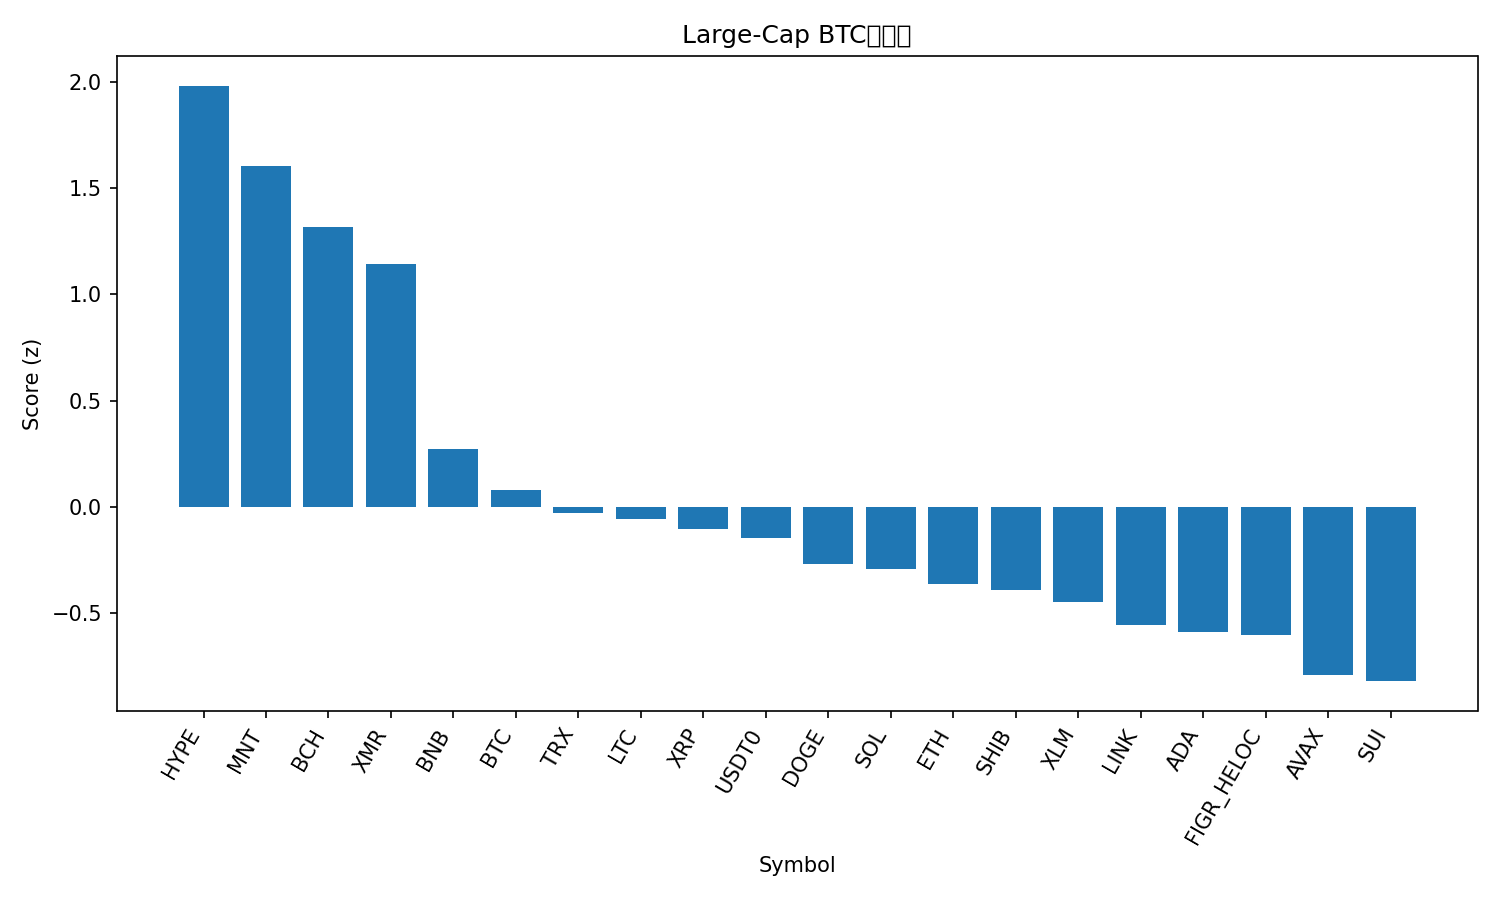 Large-Cap BTC
Score (z)
2.0
1.5
1.0
0.5
0.0
−0.5
HYPE
MNT
BCH
XMR
BNB
BTC
TRX
LTC
XRP
USDT0
DOGE
SOL
ETH
SHIB
XLM
LINK
ADA
FIGR_HELOC
AVAX
SUI
Symbol